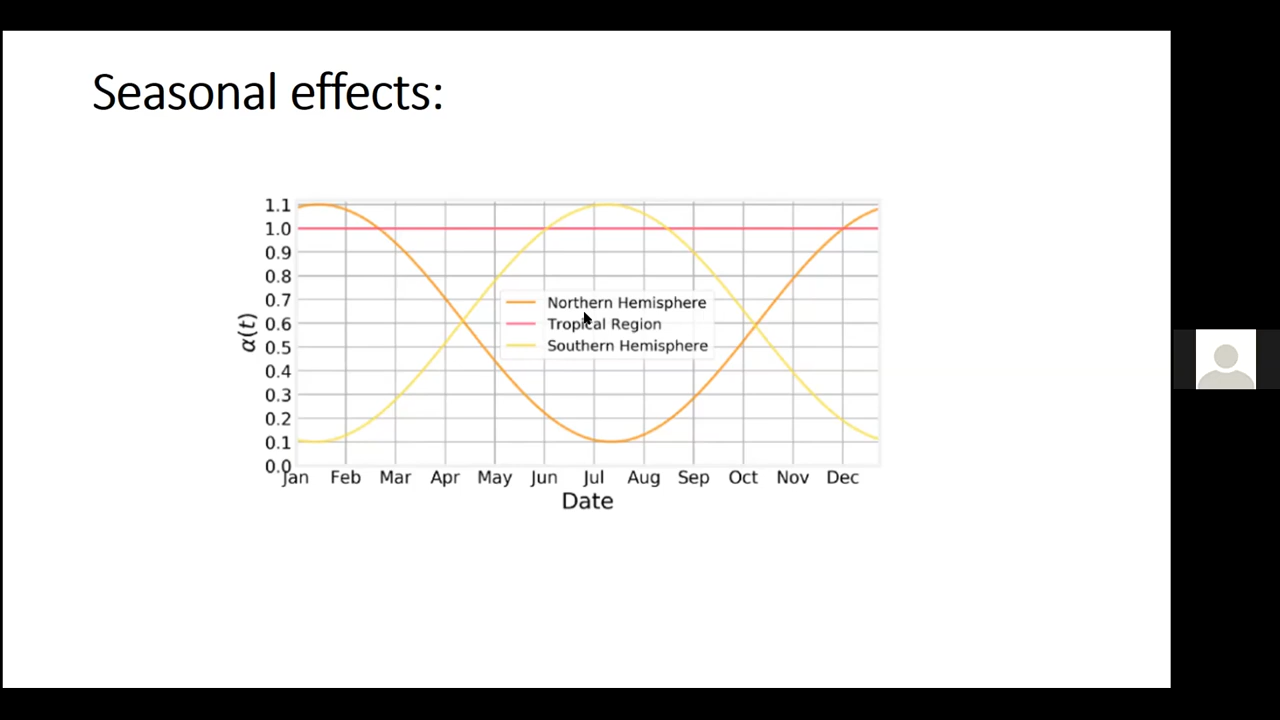 Seasonal effects:
1.1
1.0
0.9
0.8
0.7
0.6
0.5
0.4
0.3
0.2
0.1
0.0
α(t)
Northern Hemisphere
Tropical Region
Southern Hemisphere
Jan Feb Mar Apr May Jun Jul Aug Sep Oct Nov Dec
Date